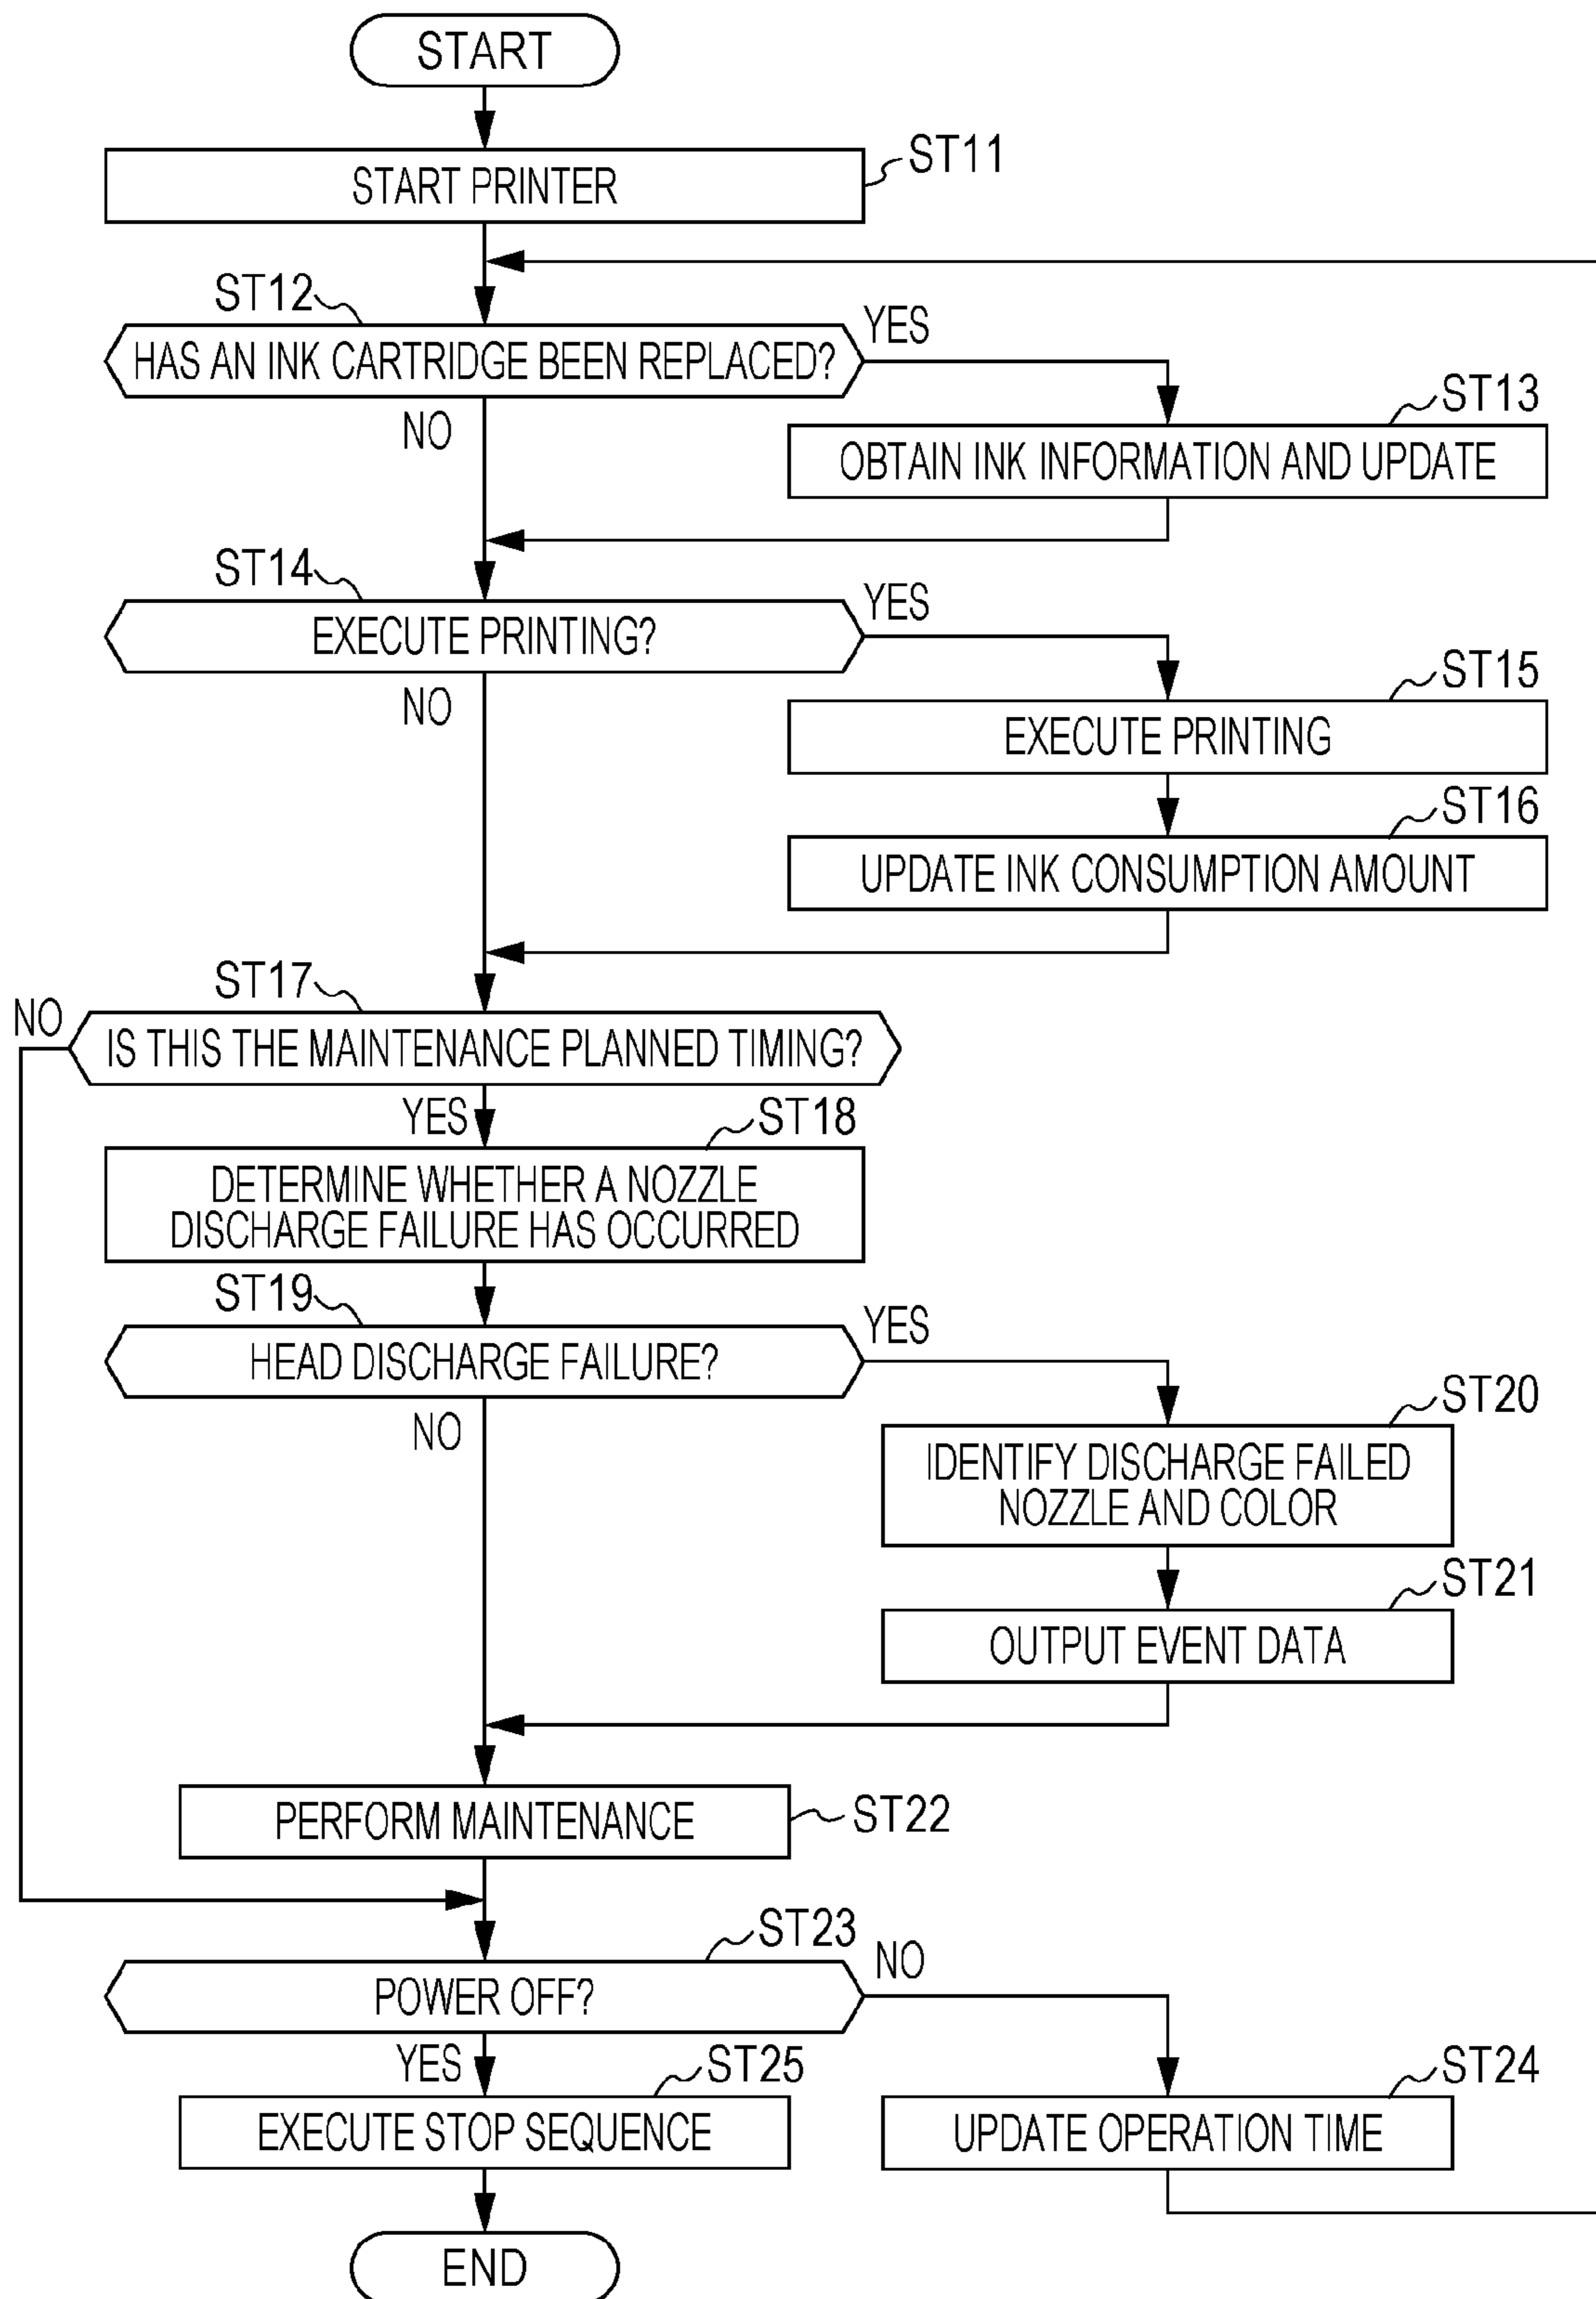 START
START PRINTER
ST11
ST12
HAS AN INK CARTRIDGE BEEN REPLACED?
YES
NO
ST13
OBTAIN INK INFORMATION AND UPDATE
ST14
EXECUTE PRINTING?
YES
NO
ST15
EXECUTE PRINTING
ST16
UPDATE INK CONSUMPTION AMOUNT
ST17
NO
IS THIS THE MAINTENANCE PLANNED TIMING?
YES
ST18
DETERMINE WHETHER A NOZZLE
DISCHARGE FAILURE HAS OCCURRED
ST19
HEAD DISCHARGE FAILURE?
YES
NO
ST20
IDENTIFY DISCHARGE FAILED
NOZZLE AND COLOR
ST21
OUTPUT EVENT DATA
PERFORM MAINTENANCE
ST22
ST23
POWER OFF?
NO
YES
ST25
EXECUTE STOP SEQUENCE
ST24
UPDATE OPERATION TIME
END